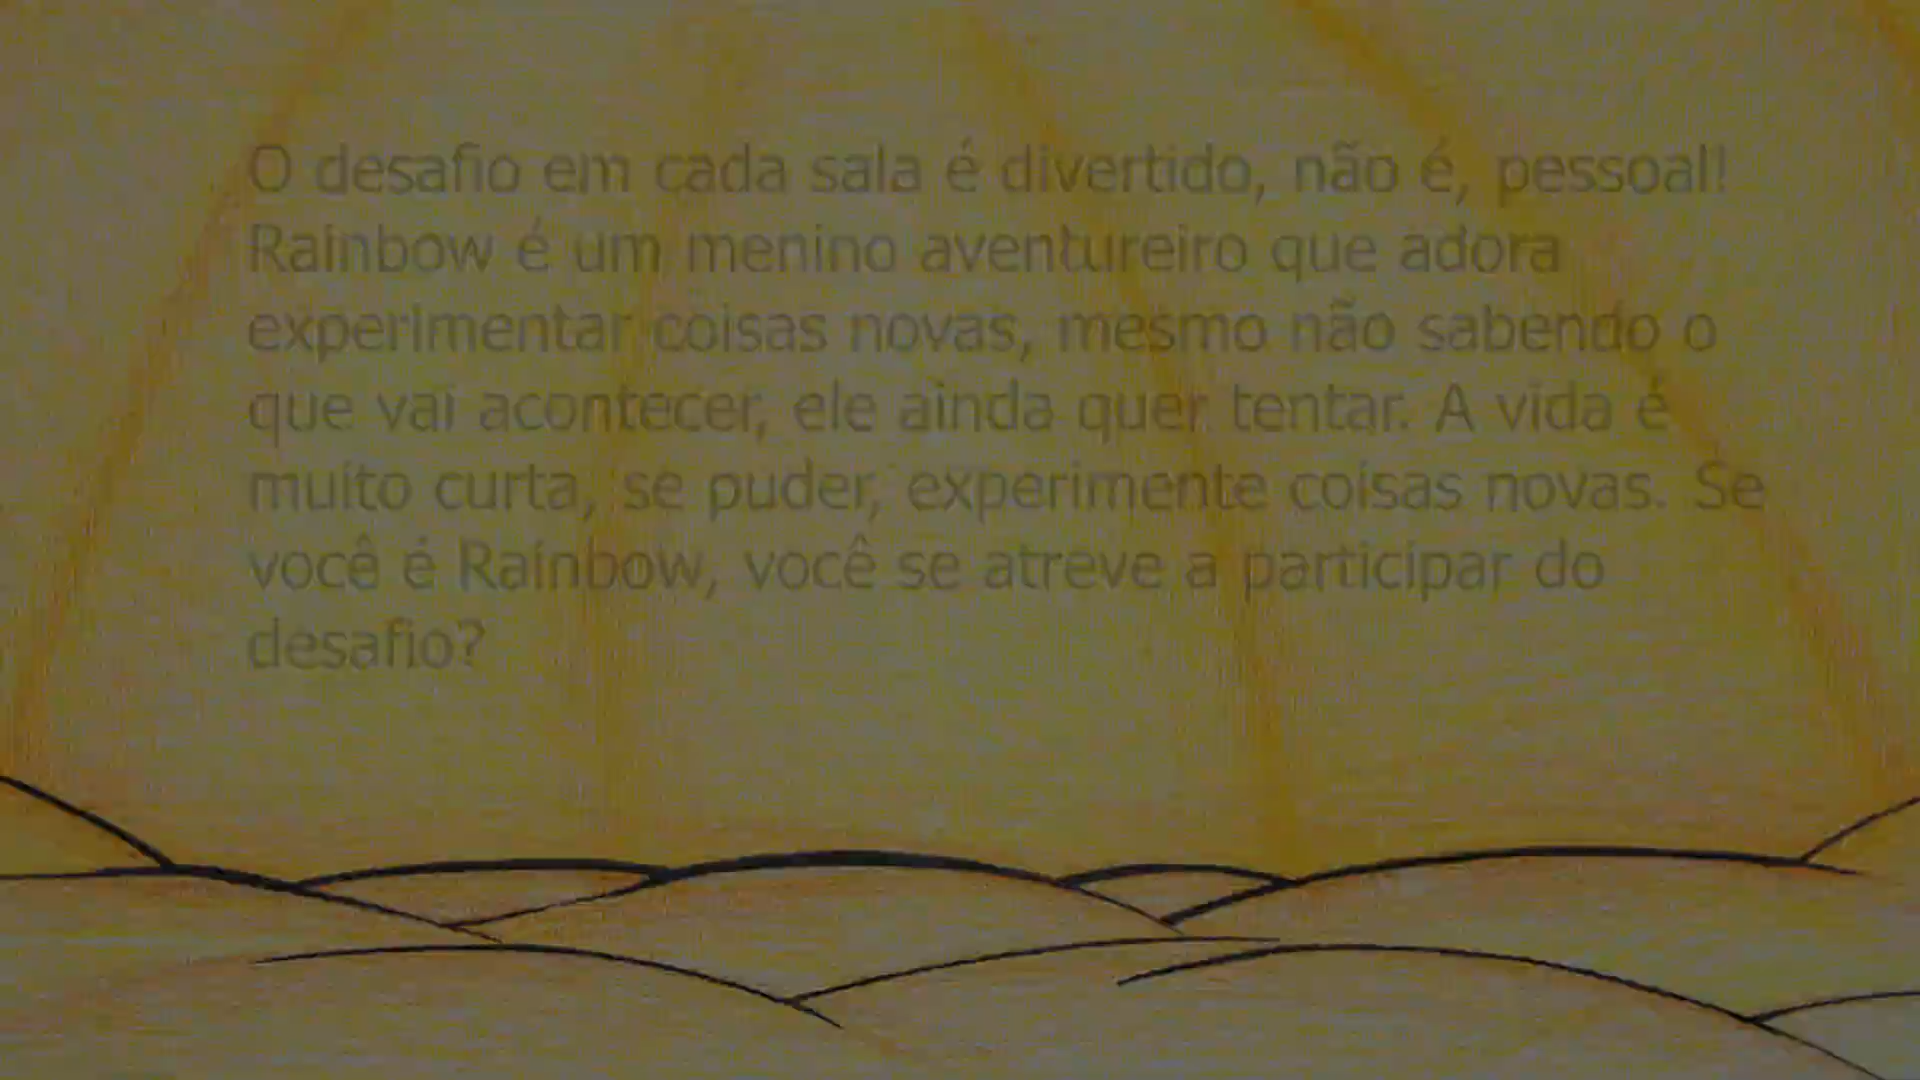 O desafio em cada sala é divertido, não é, pessoal!
Rainbow é um menino aventureiro que adora
experimentar coisas novas, mesmo não sabendo o
que vai acontecer, ele ainda quer tentar. A vida é
muito curta, se puder, experimente coisas novas. Se
você é Rainbow, você se atreve a participar do
desafio?